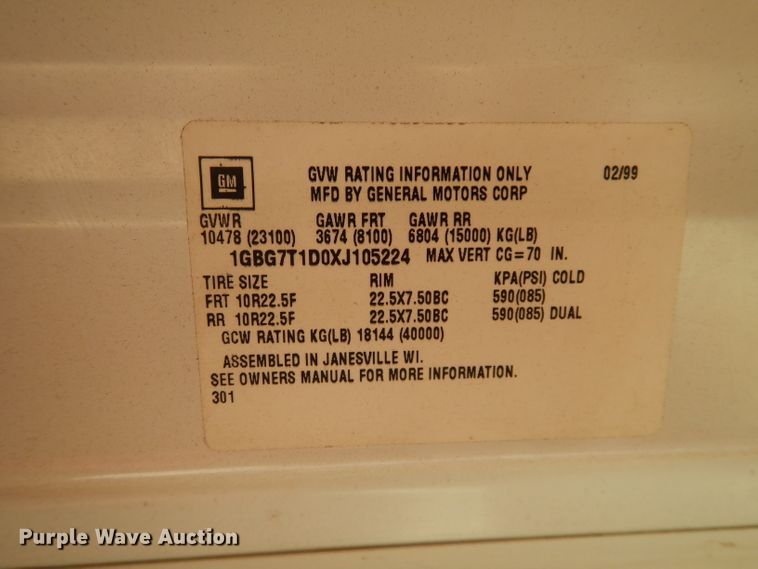 GM
GVW RATING INFORMATION ONLY 02/99
MFD BY GENERAL MOTORS CORP
GVWR GAWR FRT GAWR RR
10478 (23100) 3674 (8100) 6804 (15000) KG(LB)
1GBG7T1D0XJ105224 MAX VERT CG=70 IN.
TIRE SIZE RIM KPA(PSI) COLD
FRT 10R22.5F 22.5X7.50BC 590(085)
RR 10R22.5F 22.5X7.50BC 590(085) DUAL
GCW RATING KG(LB) 18144 (40000)
ASSEMBLED IN JANESVILLE WI.
SEE OWNERS MANUAL FOR MORE INFORMATION.
301
Purple Wave Auction